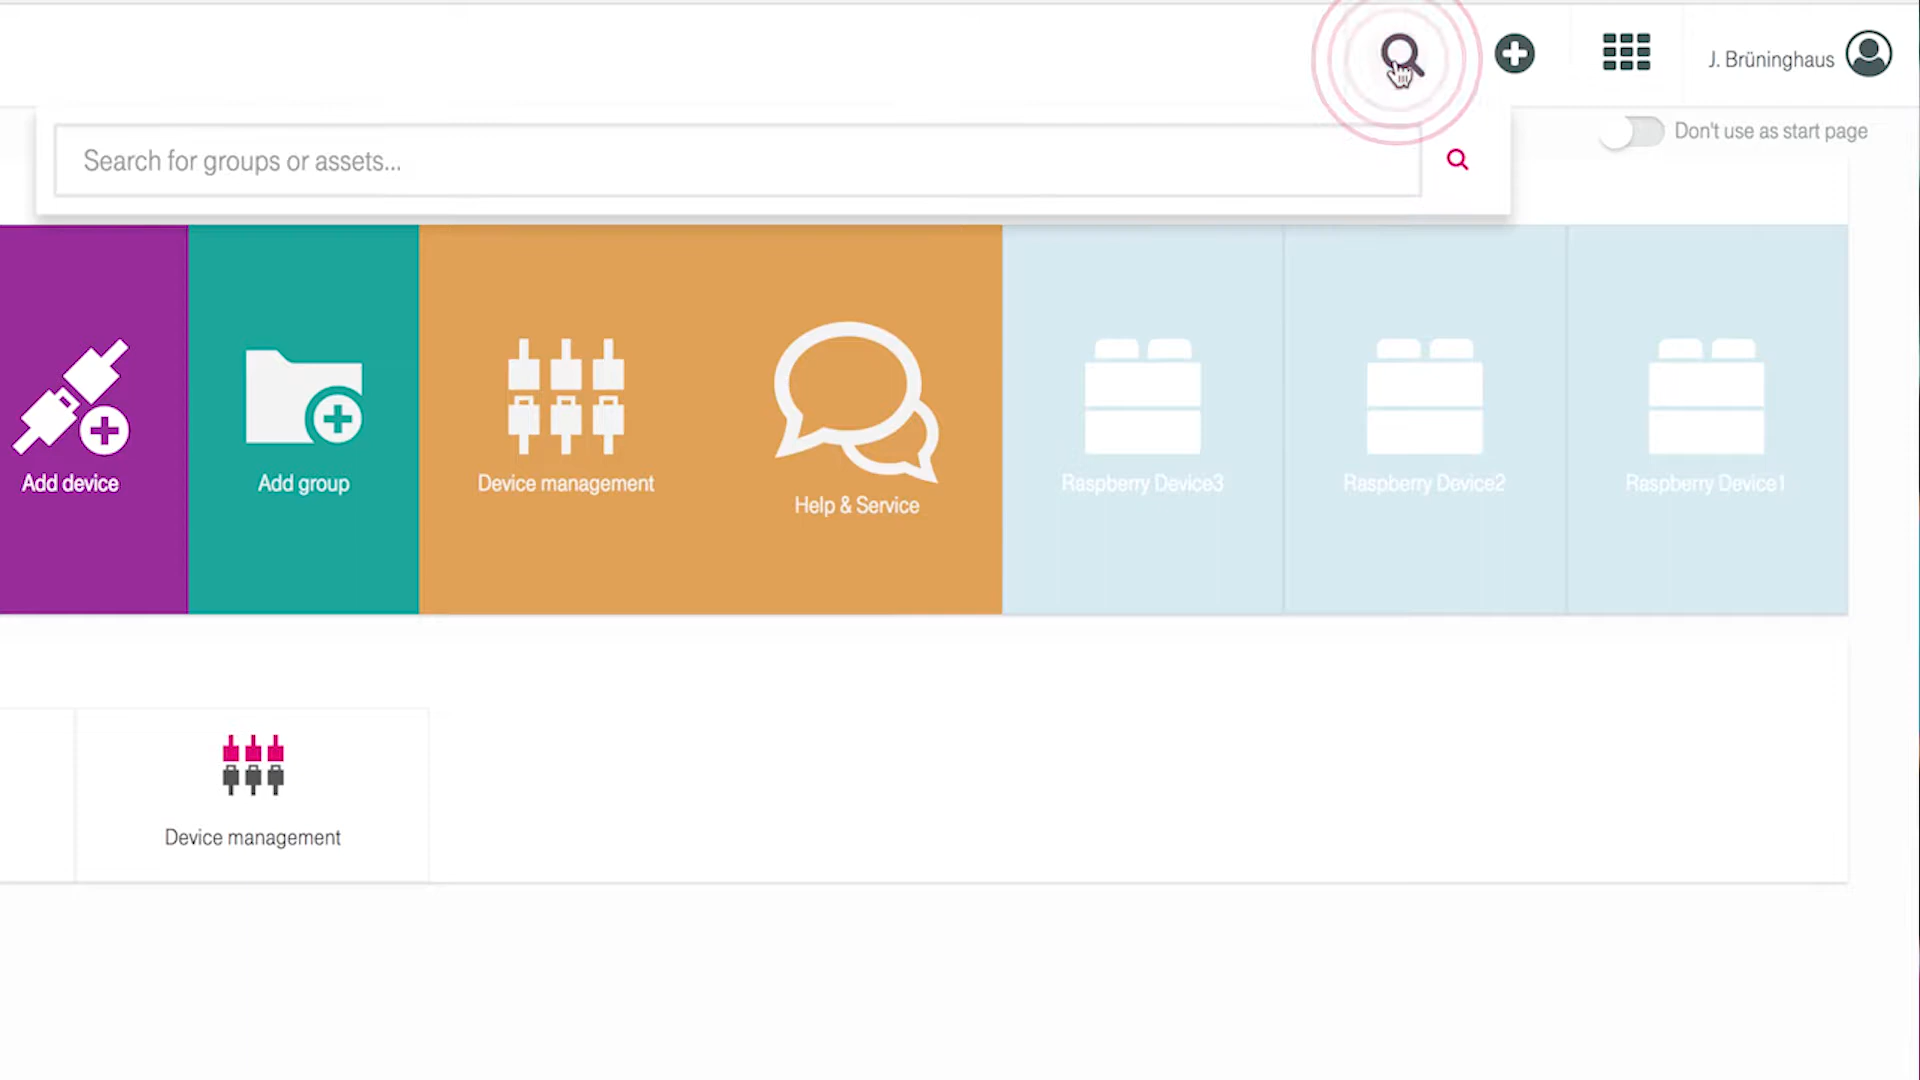 J. Brüninghaus
Don't use as start page
Search for groups or assets...
Add device
Add group
Device management
Help & Service
Raspberry Device3
Raspberry Device2
Raspberry Device1
Device management